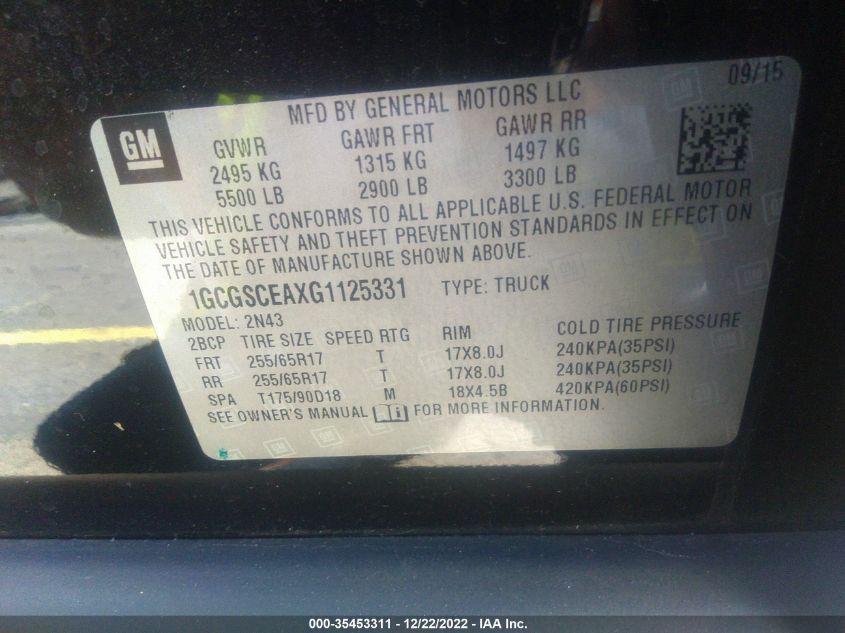 09/15
MFD BY GENERAL MOTORS LLC
GM
GVWR GAWR FRT GAWR RR
2495 KG 1315 KG 1497 KG
5500 LB 2900 LB 3300 LB
THIS VEHICLE CONFORMS TO ALL APPLICABLE U.S. FEDERAL MOTOR
VEHICLE SAFETY AND THEFT PREVENTION STANDARDS IN EFFECT ON
THE DATE OF MANUFACTURE SHOWN ABOVE.
1GCGSCEAXG1125331 TYPE: TRUCK
MODEL: 2N43
2BCP TIRE SIZE SPEED RTG RIM COLD TIRE PRESSURE
FRT 255/65R17 T 17X8.0J 240KPA(35PSI)
RR 255/65R17 T 17X8.0J 240KPA(35PSI)
SPA T175/90D18 M 18X4.5B 420KPA(60PSI)
SEE OWNER'S MANUAL i FOR MORE INFORMATION.
000-35453311 - 12/22/2022 - IAA Inc.